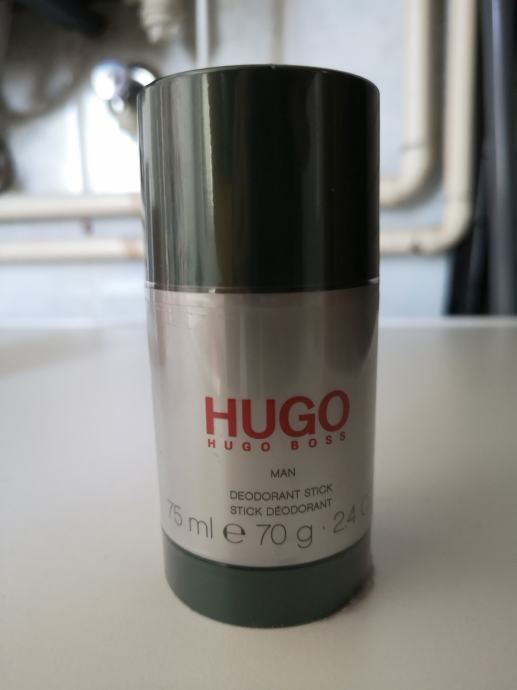 HUGO
HUGO BOSS
MAN
DEODORANT STICK
STICK DÉODORANT
75 ml e 70 g · 2.4